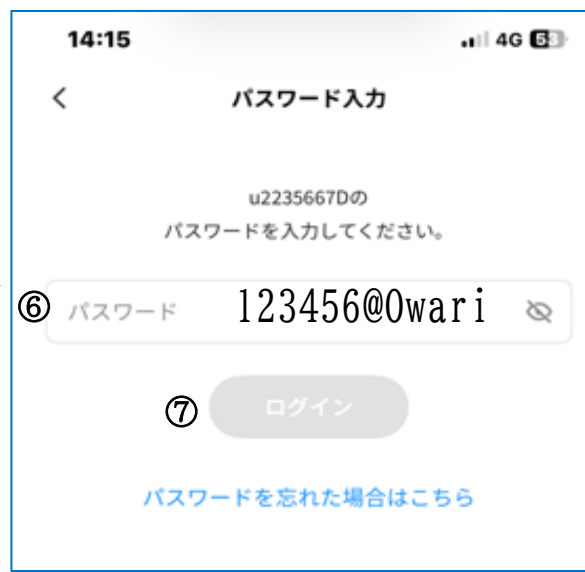 14:15 4G 53
パスワード入力
u2235667Dの
パスワードを入力してください。
⑥ パスワード 123456@Owari
⑦ ログイン
パスワードを忘れた場合はこちら